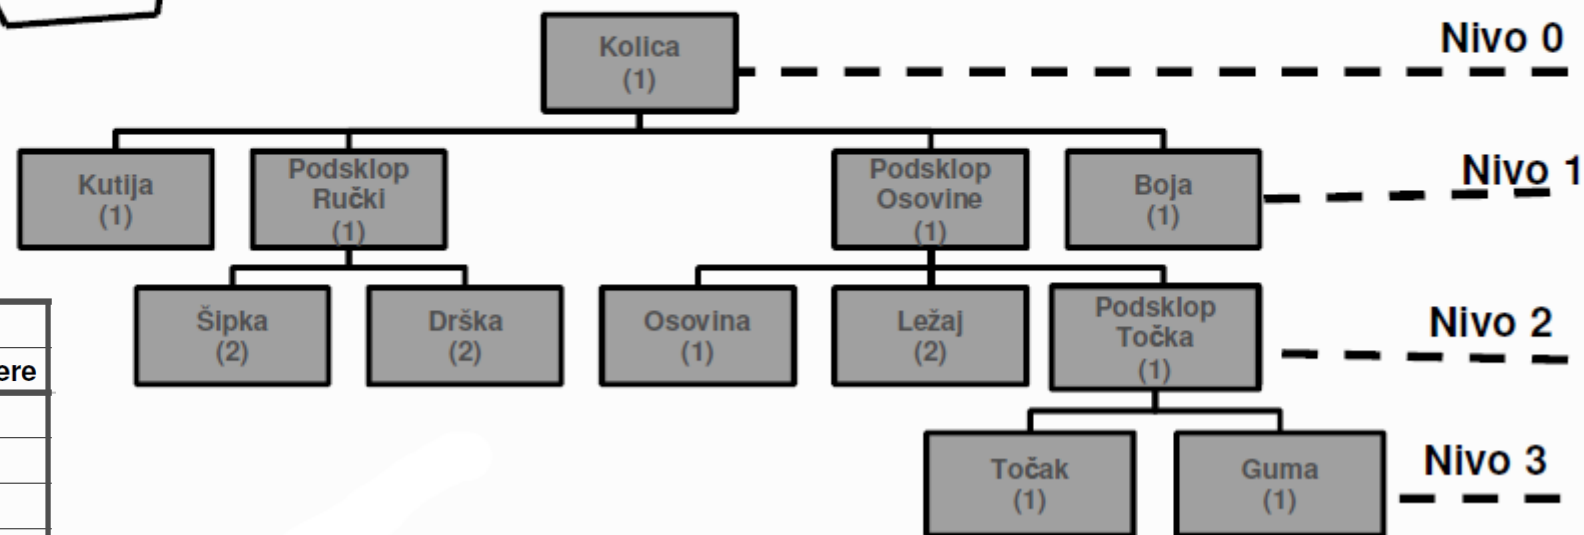 Kolica
(1)
Nivo 0
Kutija
(1)
Podsklop
Ručki
(1)
Podsklop
Osovine
(1)
Boja
(1)
Nivo 1
Šipka
(2)
Drška
(2)
Osovina
(1)
Ležaj
(2)
Podsklop
Točka
(1)
Nivo 2
ere
Točak
(1)
Guma
(1)
Nivo 3